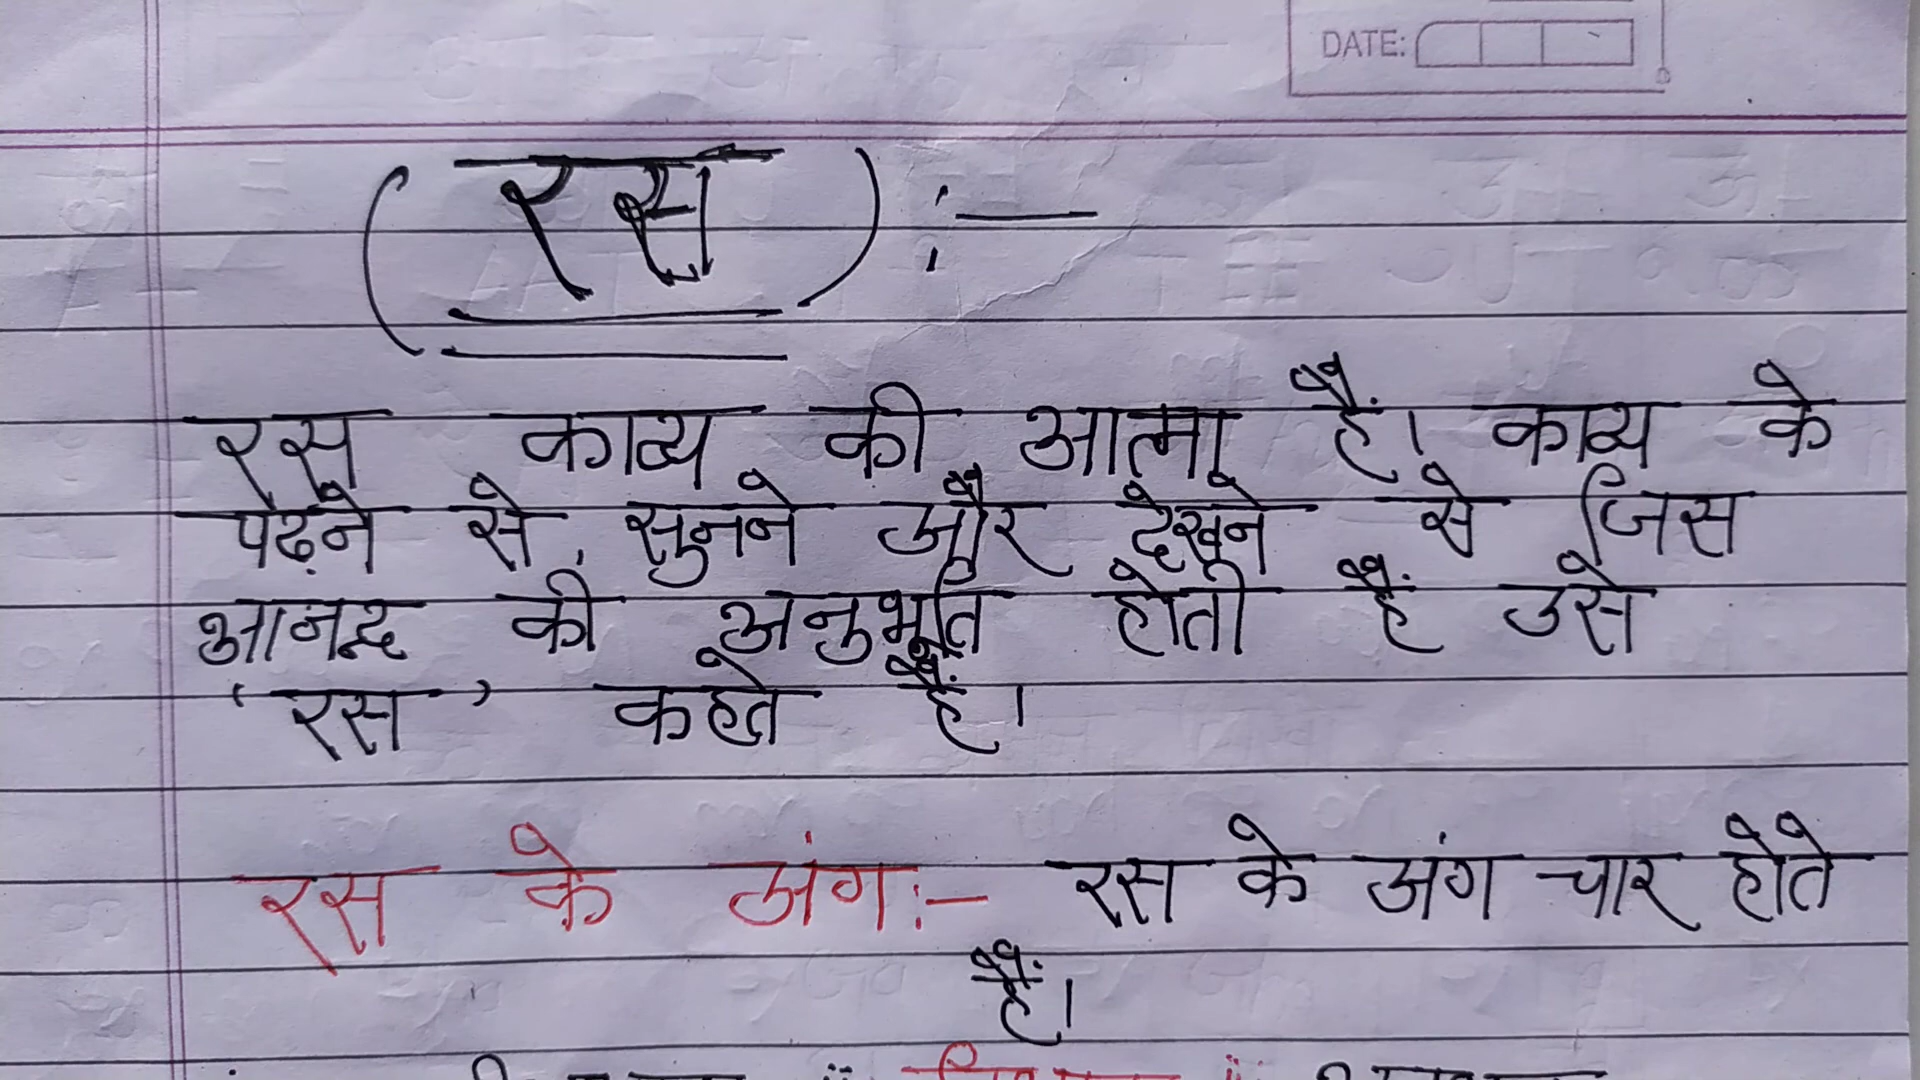 DATE:
(रस) :—
रस काव्य की आत्मा हैं। काव्य के
पढ़ने से, सुनने और देखने से जिस
आनन्द की अनुभूति होती हैं उसे
'रस' कहते हैं।
रस के अंग:- रस के अंग चार होते
हैं।